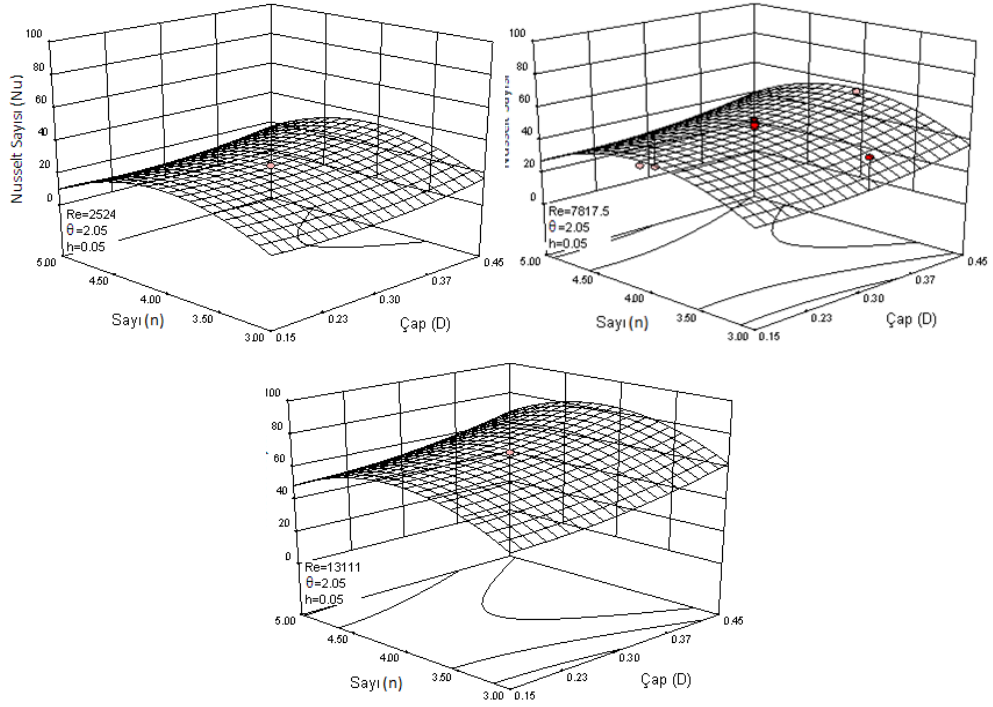 100
80
60
40
20
0
Nusselt Sayısı (Nu)
Re=2524
θ=2.05
h=0.05
5.00
4.50
4.00
3.50
3.00
Sayı (n)
0.15
0.23
0.30
0.37
0.45
Çap (D)
100
80
60
40
20
0
Nusselt Sayısı
Re=7817.5
θ=2.05
h=0.05
5.00
4.50
4.00
3.50
3.00
Sayı (n)
0.15
0.23
0.30
0.37
0.45
Çap (D)
100
80
60
40
20
0
Re=13111
θ=2.05
h=0.05
5.00
4.50
4.00
3.50
3.00
Sayı (n)
0.15
0.23
0.30
0.37
0.45
Çap (D)